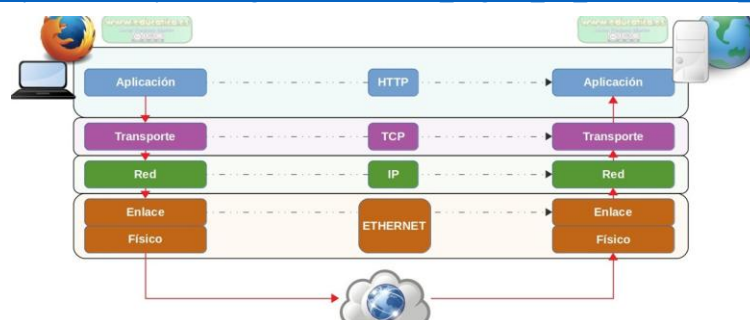 Aplicación HTTP Aplicación
Transporte TCP Transporte
Red IP Red
Enlace ETHERNET Enlace
Físico Físico